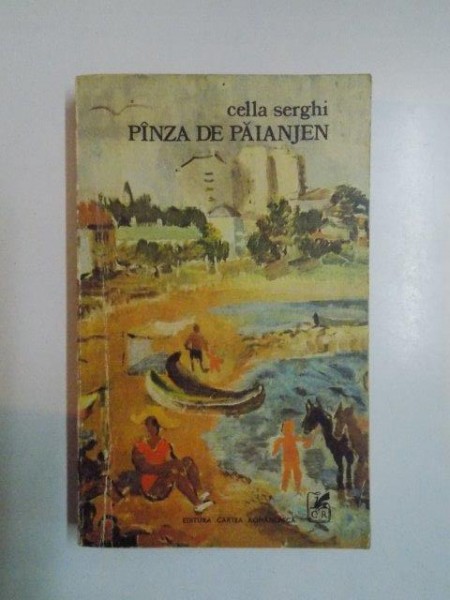 cella serghi
PÎNZA DE PĂIANJEN
EDITURA CARTEA ROMÂNEASCĂ
C R